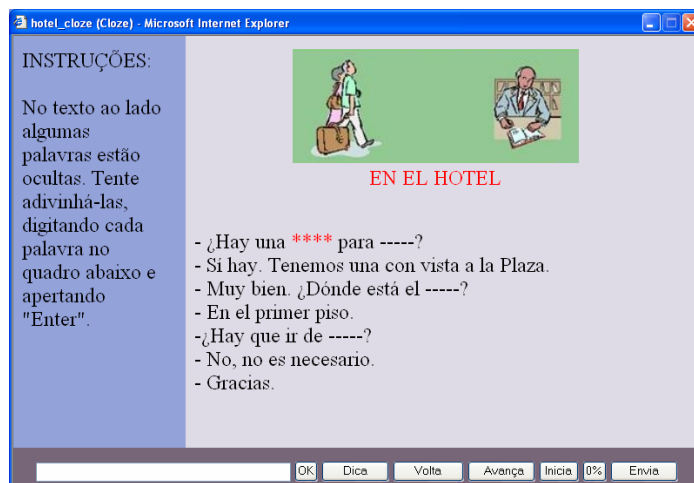 hotel_cloze (Cloze) - Microsoft Internet Explorer
INSTRUÇÕES:
No texto ao lado
algumas
palavras estão
ocultas. Tente
adivinhá-las,
digitando cada
palavra no
quadro abaixo e
apertando
"Enter".
EN EL HOTEL
- ¿Hay una **** para -----?
- Sí hay. Tenemos una con vista a la Plaza.
- Muy bien. ¿Dónde está el -----?
- En el primer piso.
-¿Hay que ir de -----?
- No, no es necesario.
- Gracias.
OK Dica Volta Avança Inicia 0% Envia